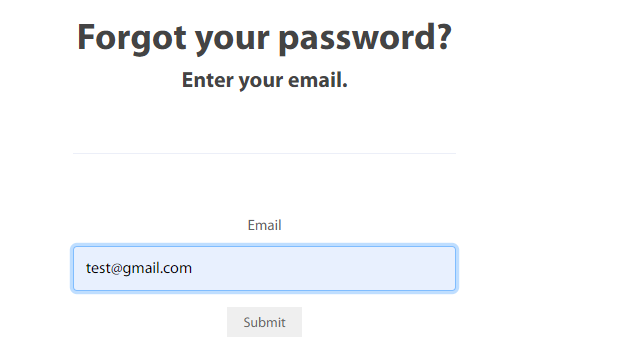 Forgot your password?
Enter your email.
Email
test@gmail.com
Submit